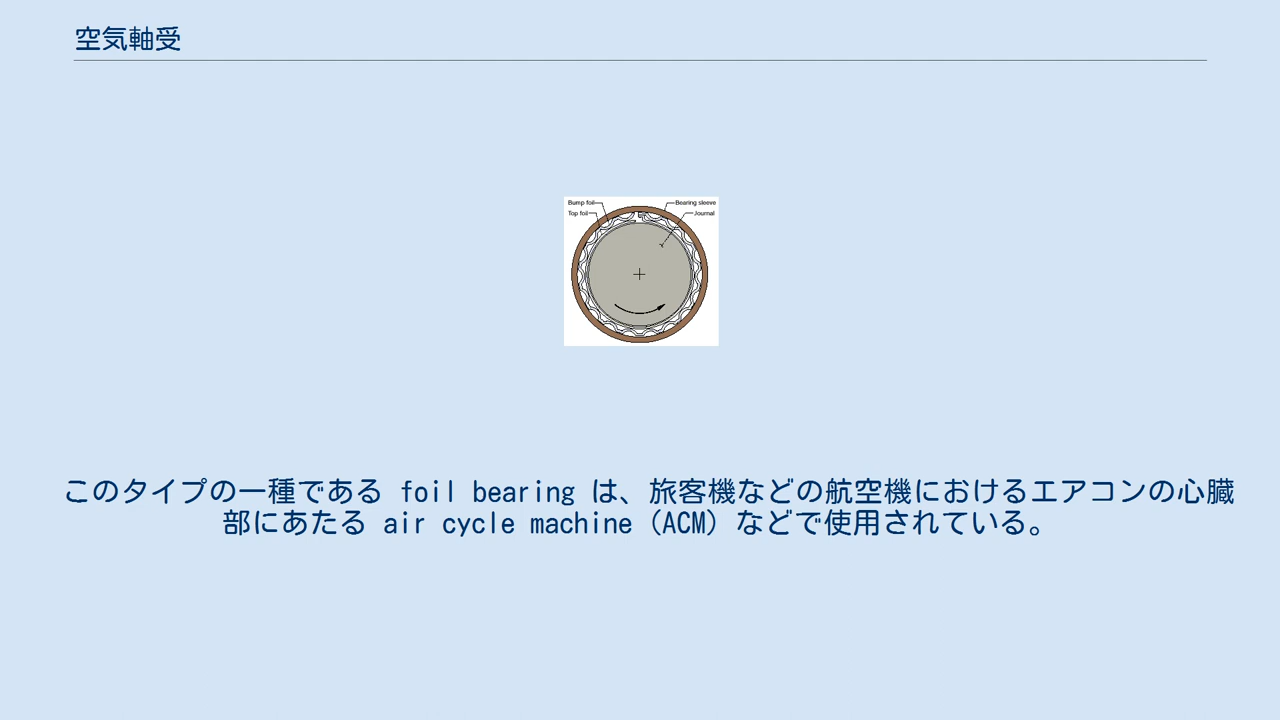 空気軸受
Bump foil
Bearing sleeve
Top foil
Journal
このタイプの一種である foil bearing は、旅客機などの航空機におけるエアコンの心臓
部にあたる air cycle machine (ACM) などで使用されている。